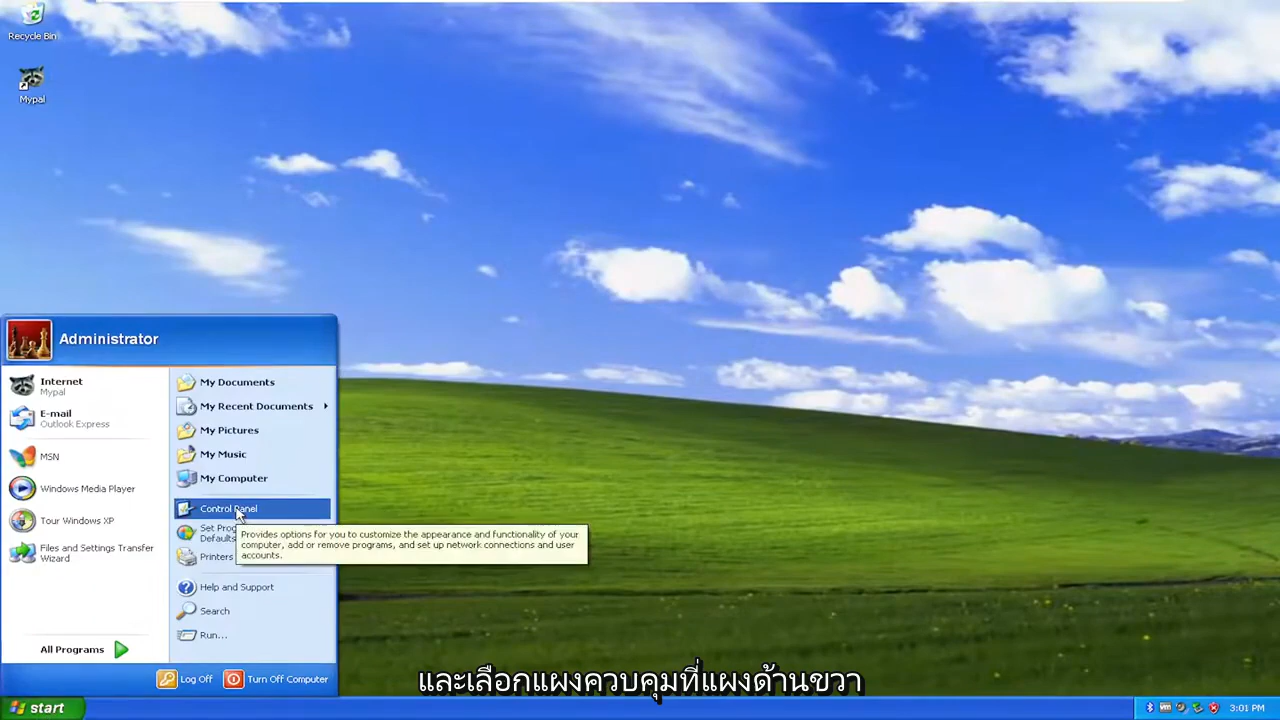 Recycle Bin
Mypal
Administrator
Internet
Mypal
E-mail
Outlook Express
MSN
Windows Media Player
Tour Windows XP
Files and Settings Transfer
Wizard
All Programs
My Documents
My Recent Documents
My Pictures
My Music
My Computer
Control Panel
Set Prog
Defaults
Printers
Provides options for you to customize the appearance and functionality of your
computer, add or remove programs, and set up network connections and user
accounts.
Help and Support
Search
Run...
Log Off
Turn Off Computer
และเลือกแผงควบคุมที่แผงด้านขวา
start
3:01 PM